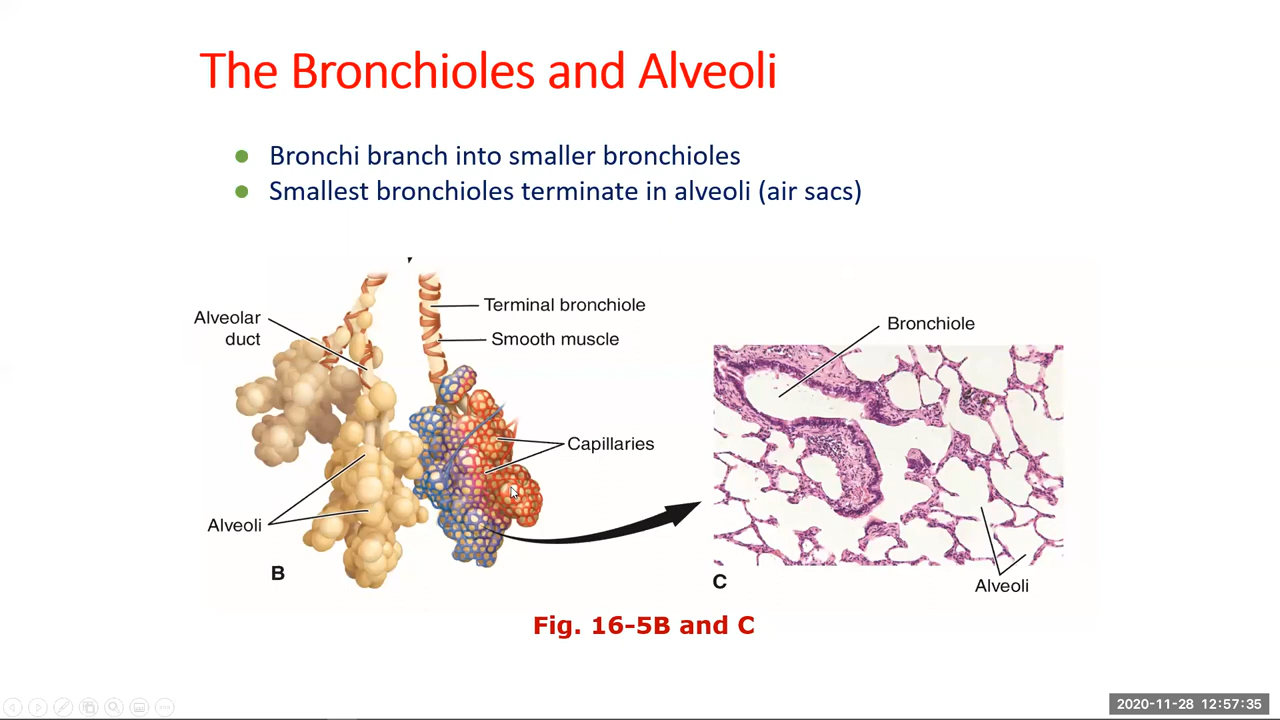 The Bronchioles and Alveoli
Bronchi branch into smaller bronchioles
Smallest bronchioles terminate in alveoli (air sacs)
Alveolar
duct
Terminal bronchiole
Smooth muscle
Capillaries
Alveoli
B
Bronchiole
C
Alveoli
Fig. 16-5B and C
2020-11-28 12:57:35